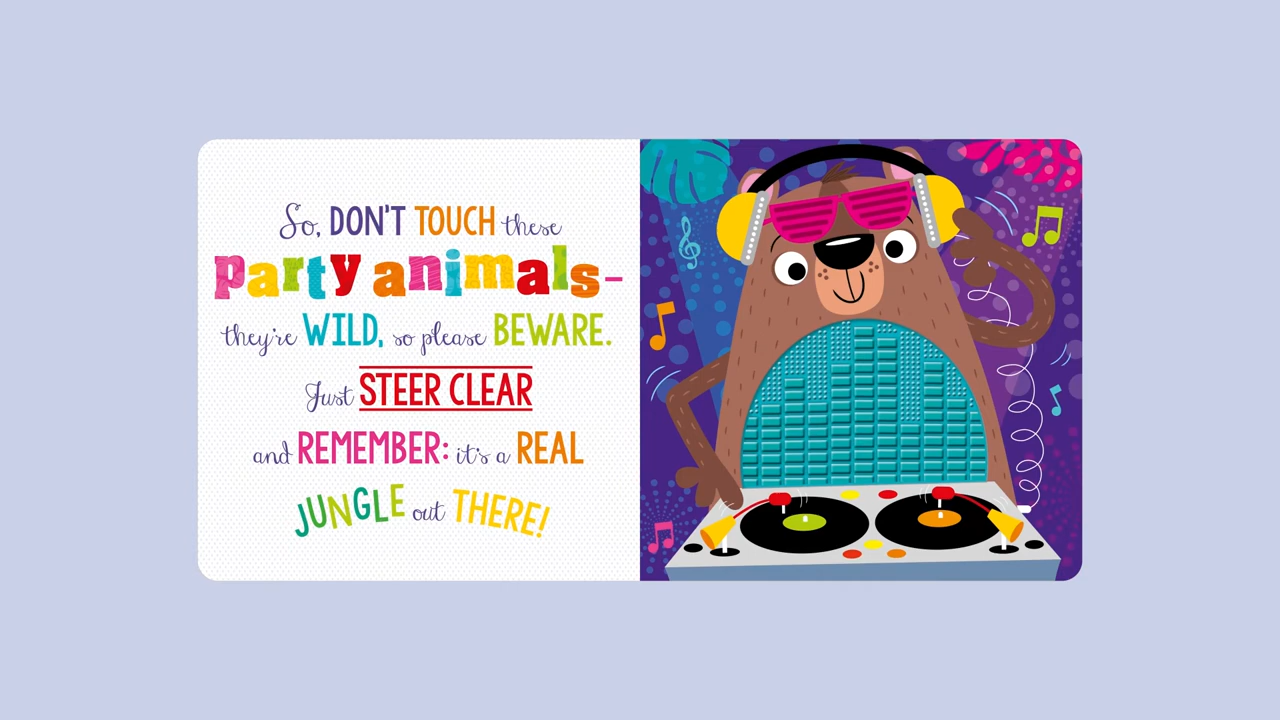 So, DON'T TOUCH these
party animals–
they're WILD, so please BEWARE.
Just STEER CLEAR
and REMEMBER: it's a REAL
JUNGLE out THERE!